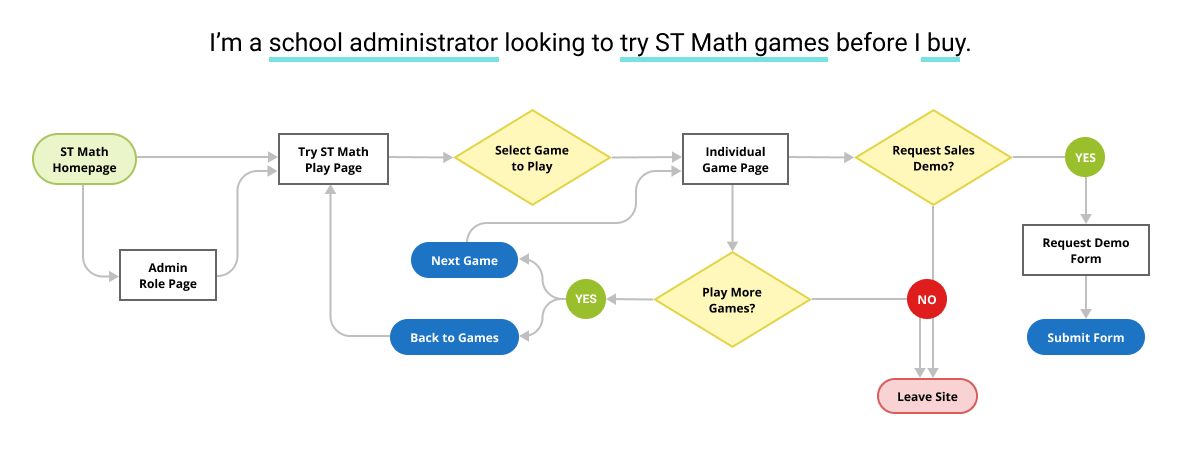 I’m a school administrator looking to try ST Math games before I buy.
ST Math
Homepage
Try ST Math
Play Page
Select Game
to Play
Individual
Game Page
Request Sales
Demo?
YES
Admin
Role Page
Next Game
Request Demo
Form
YES
Play More
Games?
NO
Back to Games
Submit Form
Leave Site